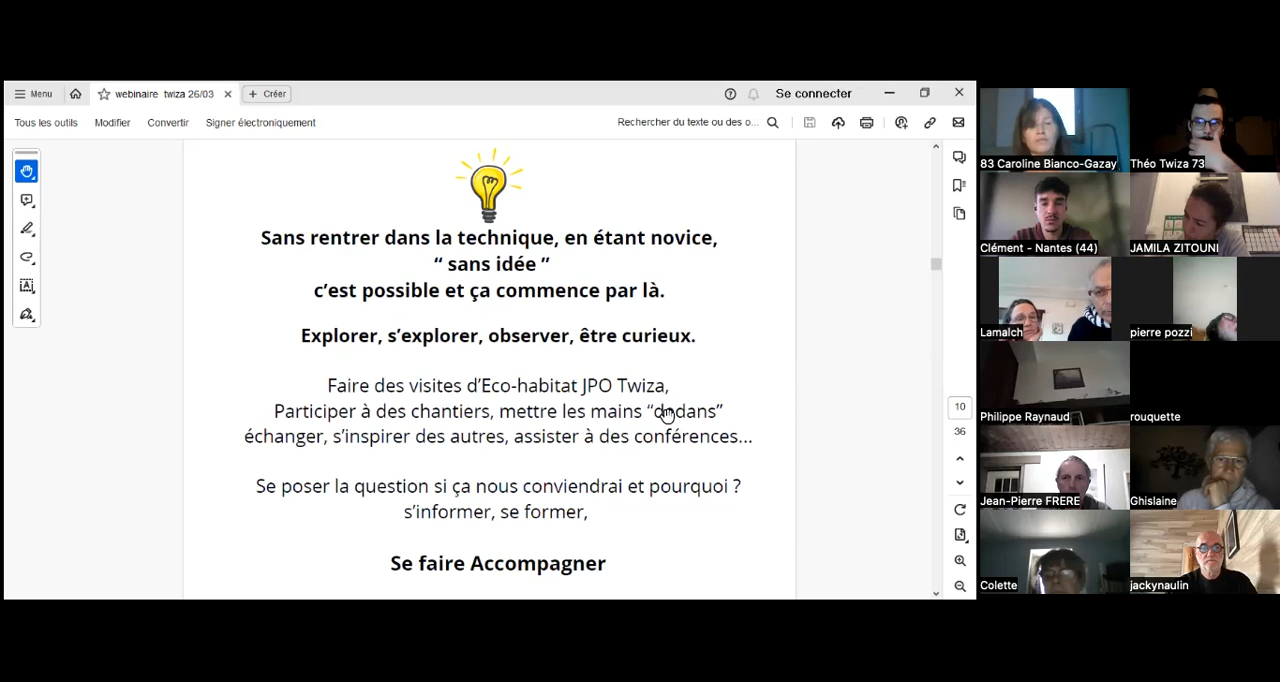 Menu
webinaire twiza 26/03
Créer
Se connecter
Tous les outils
Modifier
Convertir
Signer électroniquement
Rechercher du texte ou des o...
Sans rentrer dans la technique, en étant novice,
“ sans idée ”
c’est possible et ça commence par là.
Explorer, s’explorer, observer, être curieux.
Faire des visites d’Eco-habitat JPO Twiza,
Participer à des chantiers, mettre les mains “dedans”
échanger, s’inspirer des autres, assister à des conférences...
Se poser la question si ça nous conviendrai et pourquoi ?
s’informer, se former,
Se faire Accompagner
10
36
83 Caroline Bianco-Gazay
Théo Twiza 73
Clément - Nantes (44)
JAMILA ZITOUNI
Lamalch
pierre pozzi
Philippe Raynaud
rouquette
Jean-Pierre FRERE
Ghislaine
Colette
jackynaulin